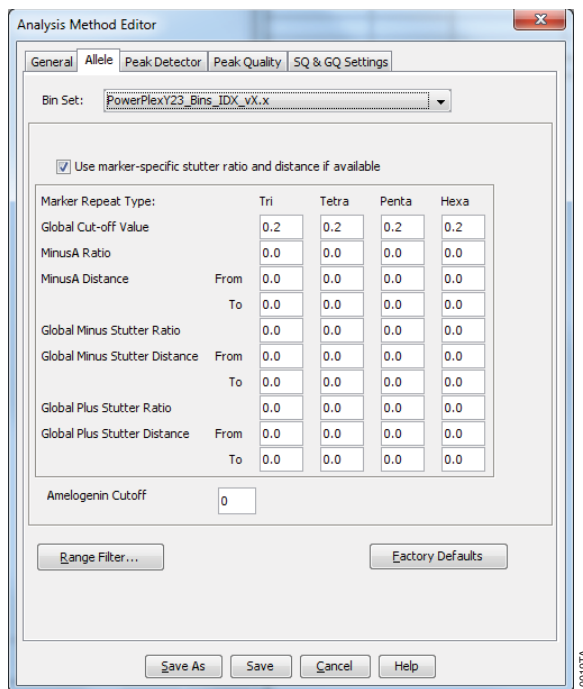 Analysis Method Editor
General Allele Peak Detector Peak Quality SQ & GQ Settings
Bin Set: PowerPlexY23_Bins_IDX_vX.x
Use marker-specific stutter ratio and distance if available
Marker Repeat Type: Tri Tetra Penta Hexa
Global Cut-off Value 0.2 0.2 0.2 0.2
MinusA Ratio 0.0 0.0 0.0 0.0
MinusA Distance From 0.0 0.0 0.0 0.0
To 0.0 0.0 0.0 0.0
Global Minus Stutter Ratio 0.0 0.0 0.0 0.0
Global Minus Stutter Distance From 0.0 0.0 0.0 0.0
To 0.0 0.0 0.0 0.0
Global Plus Stutter Ratio 0.0 0.0 0.0 0.0
Global Plus Stutter Distance From 0.0 0.0 0.0 0.0
To 0.0 0.0 0.0 0.0
Amelogenin Cutoff 0
Range Filter... Factory Defaults
Save As Save Cancel Help